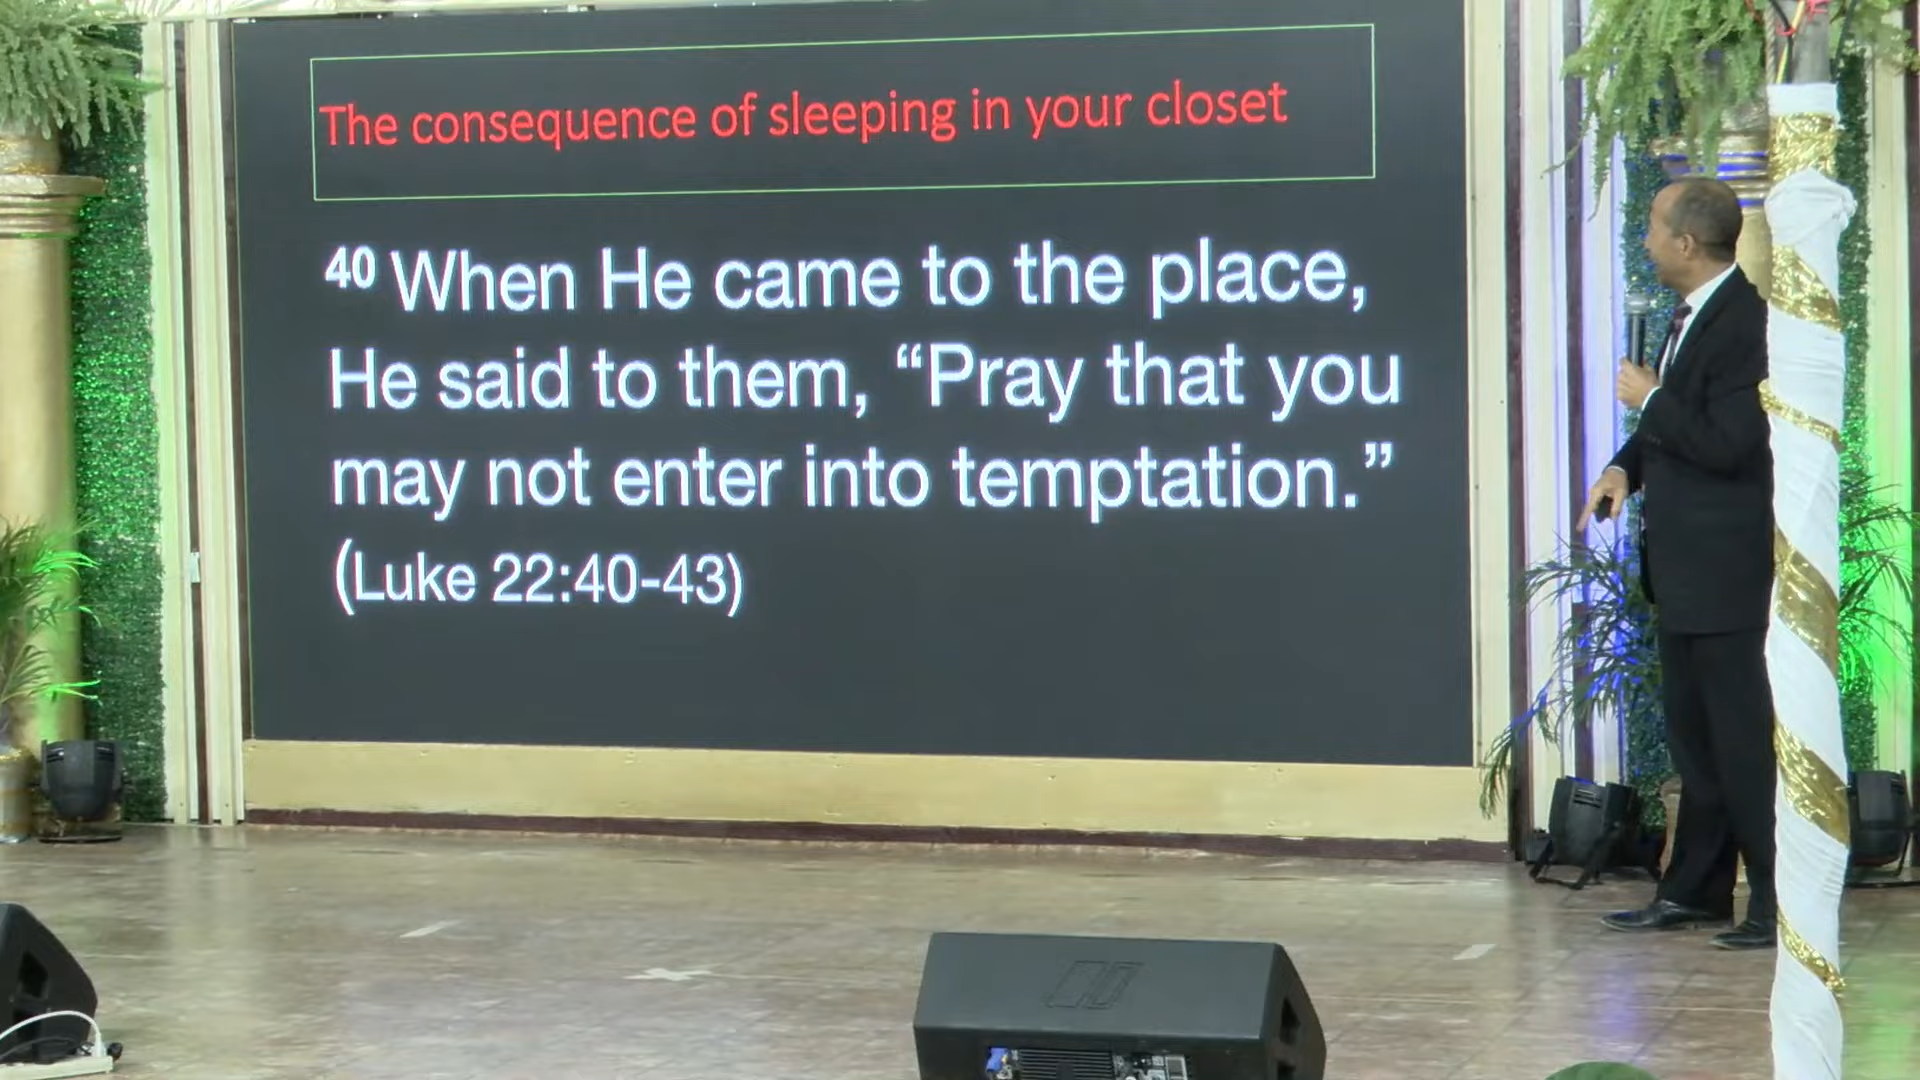 The consequence of sleeping in your closet
40 When He came to the place,
He said to them, “Pray that you
may not enter into temptation.”
(Luke 22:40-43)